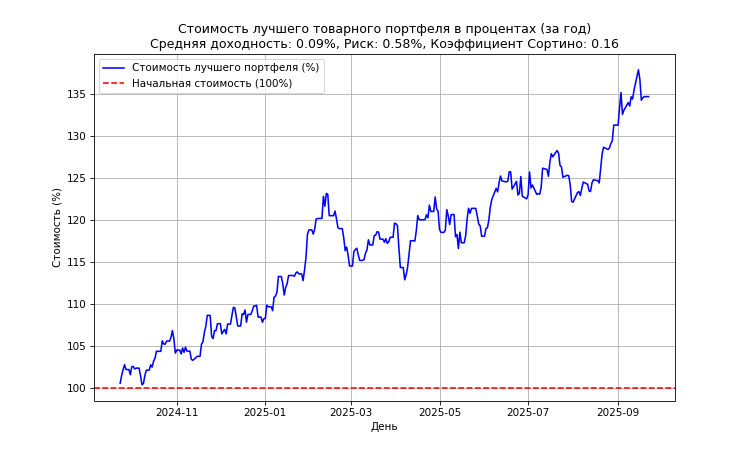 Стоимость лучшего товарного портфеля в процентах (за год)
Средняя доходность: 0.09%, Риск: 0.58%, Коэффициент Сортино: 0.16
Стоимость лучшего портфеля (%)
Начальная стоимость (100%)
Стоимость (%)
135
130
125
120
115
110
105
100
2024-11
2025-01
2025-03
2025-05
2025-07
2025-09
День